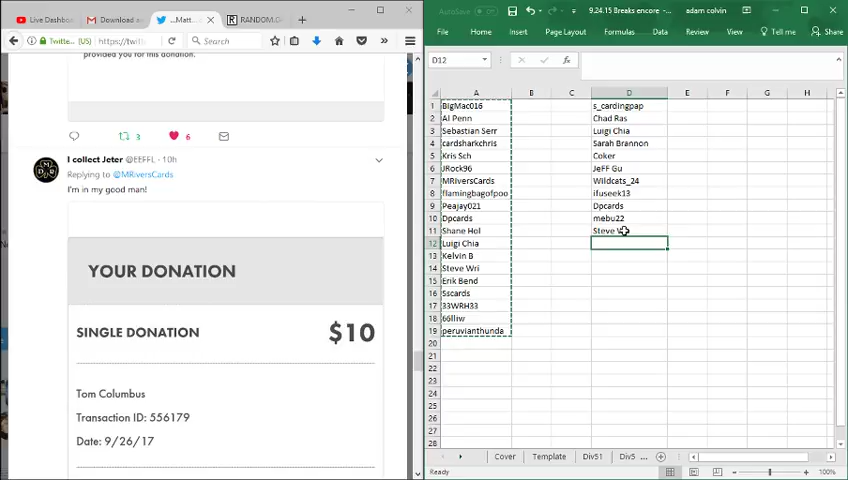 Live Dashbo
Download a
...Matt...
RANDOM.O
Twitte... (US)
https://twi
Search
provided you for this donation.
3
6
I collect Jeter @EEFFL · 10h
Replying to @MRiversCards
I'm in my good man!
YOUR DONATION
SINGLE DONATION $10
Tom Columbus
Transaction ID: 556179
Date: 9/26/17
AutoSave
9.24.15 Breaks encore - ...
adam colvin
File Home Insert Page Layout Formulas Data Review View Tell me Share
D12
fx
A B C D E F G H
1 BigMac016 s_cardingpap
2 Al Penn Chad Ras
3 Sebastian Serr Luigi Chia
4 cardsharkchris Sarah Brannon
5 Kris Sch Coker
6 JRock96 JeFF Gu
7 MRiversCards Wildcats_24
8 flamingbagofpoo ifuseek13
9 Peajay021 Dpcards
10 Dpcards mebu22
11 Shane Hol Steve W
12 Luigi Chia
13 Kelvin B
14 Steve Wri
15 Erik Bend
16 Sscards
17 33WRH33
18 66lliw
19 peruvianthunda
20
21
22
23
24
25
26
27
28
Cover Template Div51 Div5 ...
Ready
100%